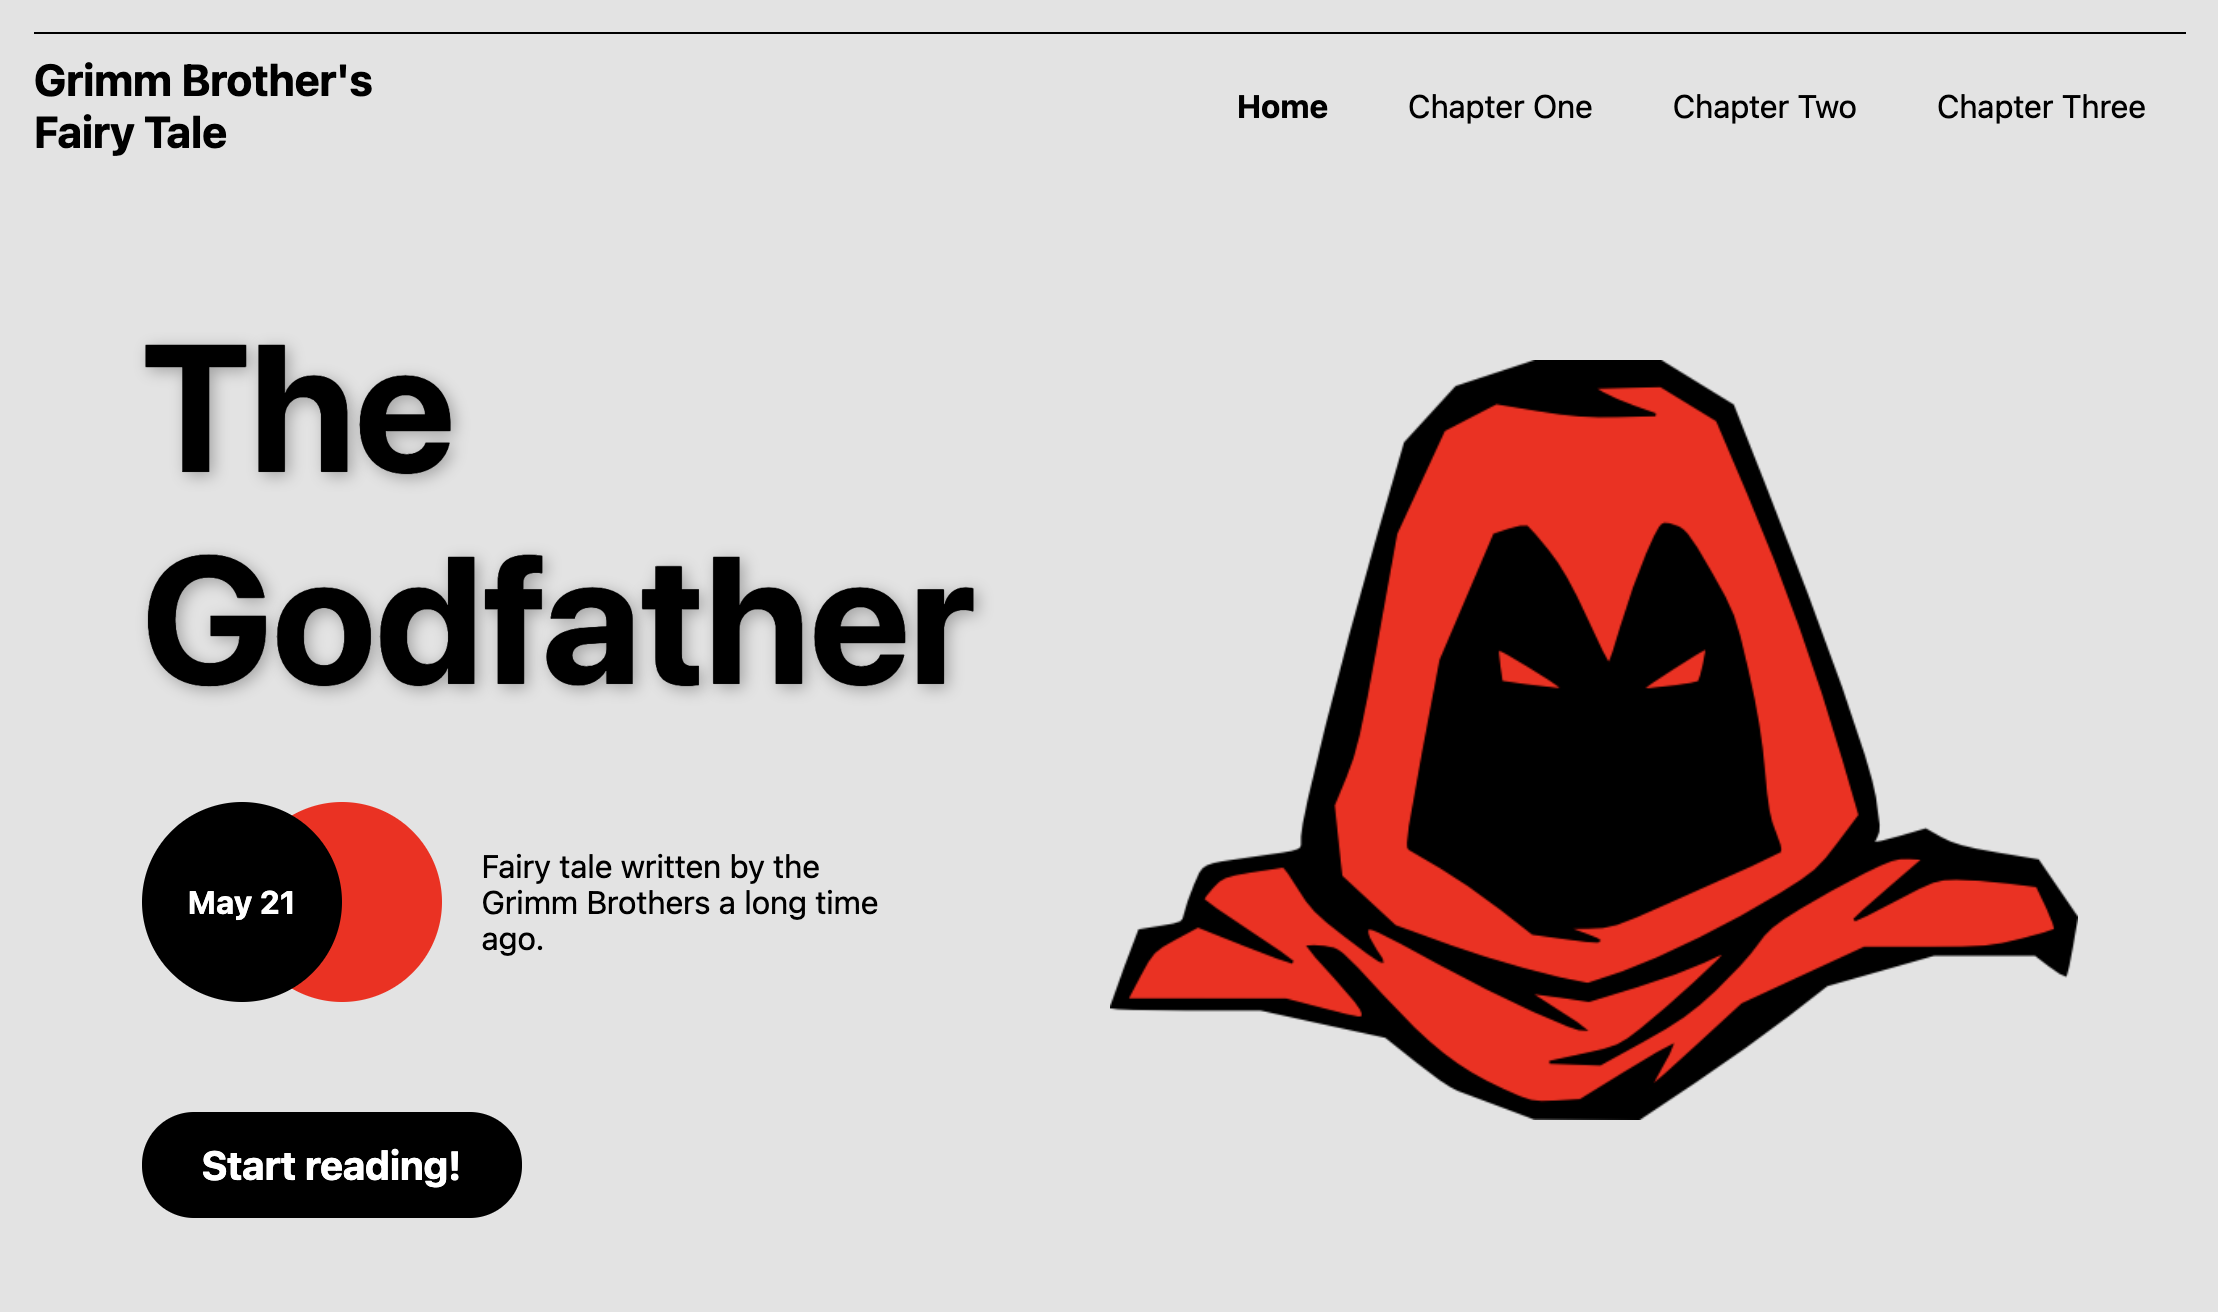 Grimm Brother's
Fairy Tale
Home
Chapter One
Chapter Two
Chapter Three
The
Godfather
May 21
Fairy tale written by the
Grimm Brothers a long time
ago.
Start reading!